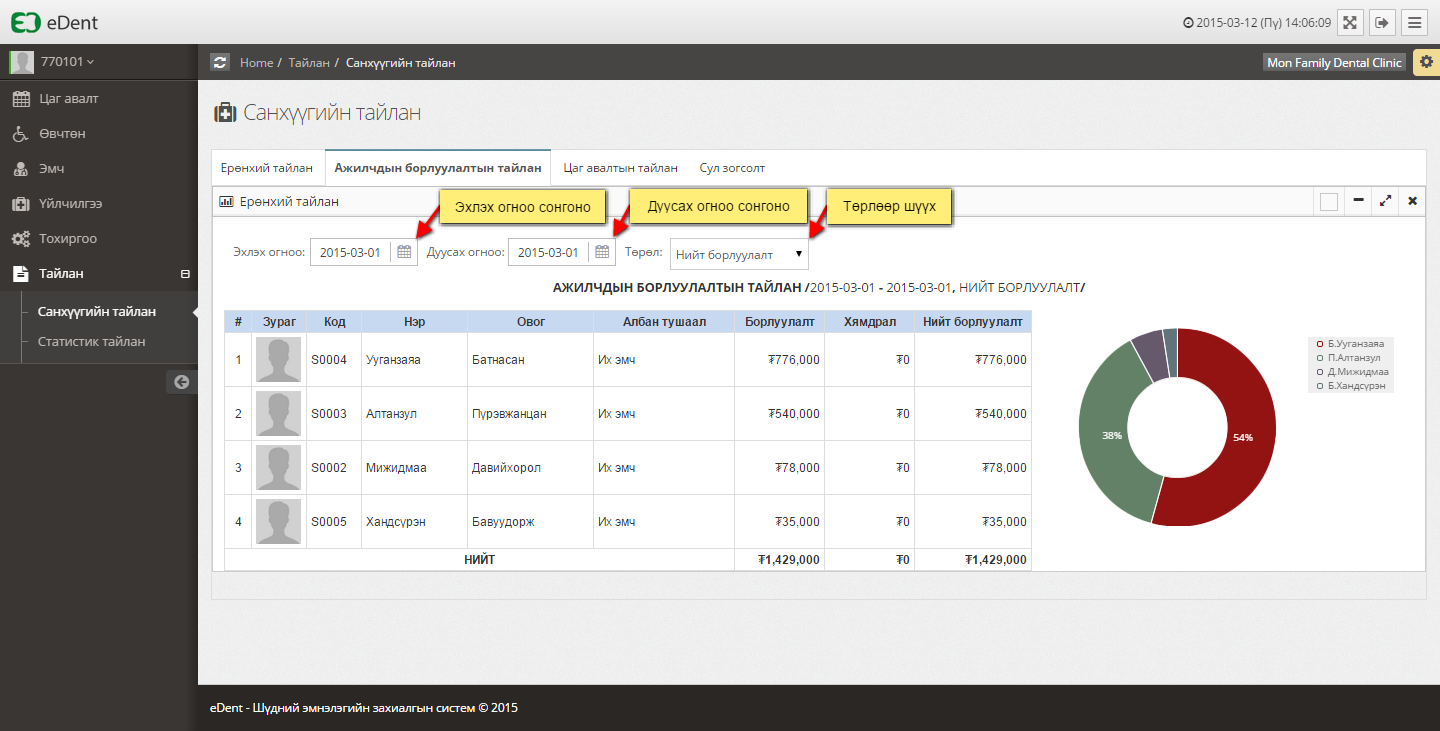 eDent
2015-03-12 (Пү) 14:06:09
770101
Home / Тайлан / Санхүүгийн тайлан
Mon Family Dental Clinic
Цаг авалт
Өвчтөн
Эмч
Үйлчилгээ
Тохиргоо
Тайлан
Санхүүгийн тайлан
Статистик тайлан
Санхүүгийн тайлан
Ерөнхий тайлан Ажилчдын борлуулалтын тайлан Цаг авалтын тайлан Сул зогсолт
Ерөнхий тайлан
Эхлэх огноо сонгоно
Дуусах огноо сонгоно
Төрлөөр шүүх
Эхлэх огноо: 2015-03-01 Дуусах огноо: 2015-03-01 Төрөл: Нийт борлуулалт
АЖИЛЧДЫН БОРЛУУЛАЛТЫН ТАЙЛАН /2015-03-01 - 2015-03-01, НИЙТ БОРЛУУЛАЛТ/
# Зураг Код Нэр Овог Албан тушаал Борлуулалт Хямдрал Нийт борлуулалт
1 S0004 Ууганзаяа Батнасан Их эмч ₮776,000 ₮0 ₮776,000
2 S0003 Алтанзул Пүрэвжанцан Их эмч ₮540,000 ₮0 ₮540,000
3 S0002 Мижидмаа Давийхорол Их эмч ₮78,000 ₮0 ₮78,000
4 S0005 Хандсүрэн Бавуудорж Их эмч ₮35,000 ₮0 ₮35,000
НИЙТ ₮1,429,000 ₮0 ₮1,429,000
38%
54%
Б.Ууганзаяа
П.Алтанзул
Д.Мижидмаа
Б.Хандсүрэн
eDent - Шүдний эмнэлэгийн захиалгын систем © 2015